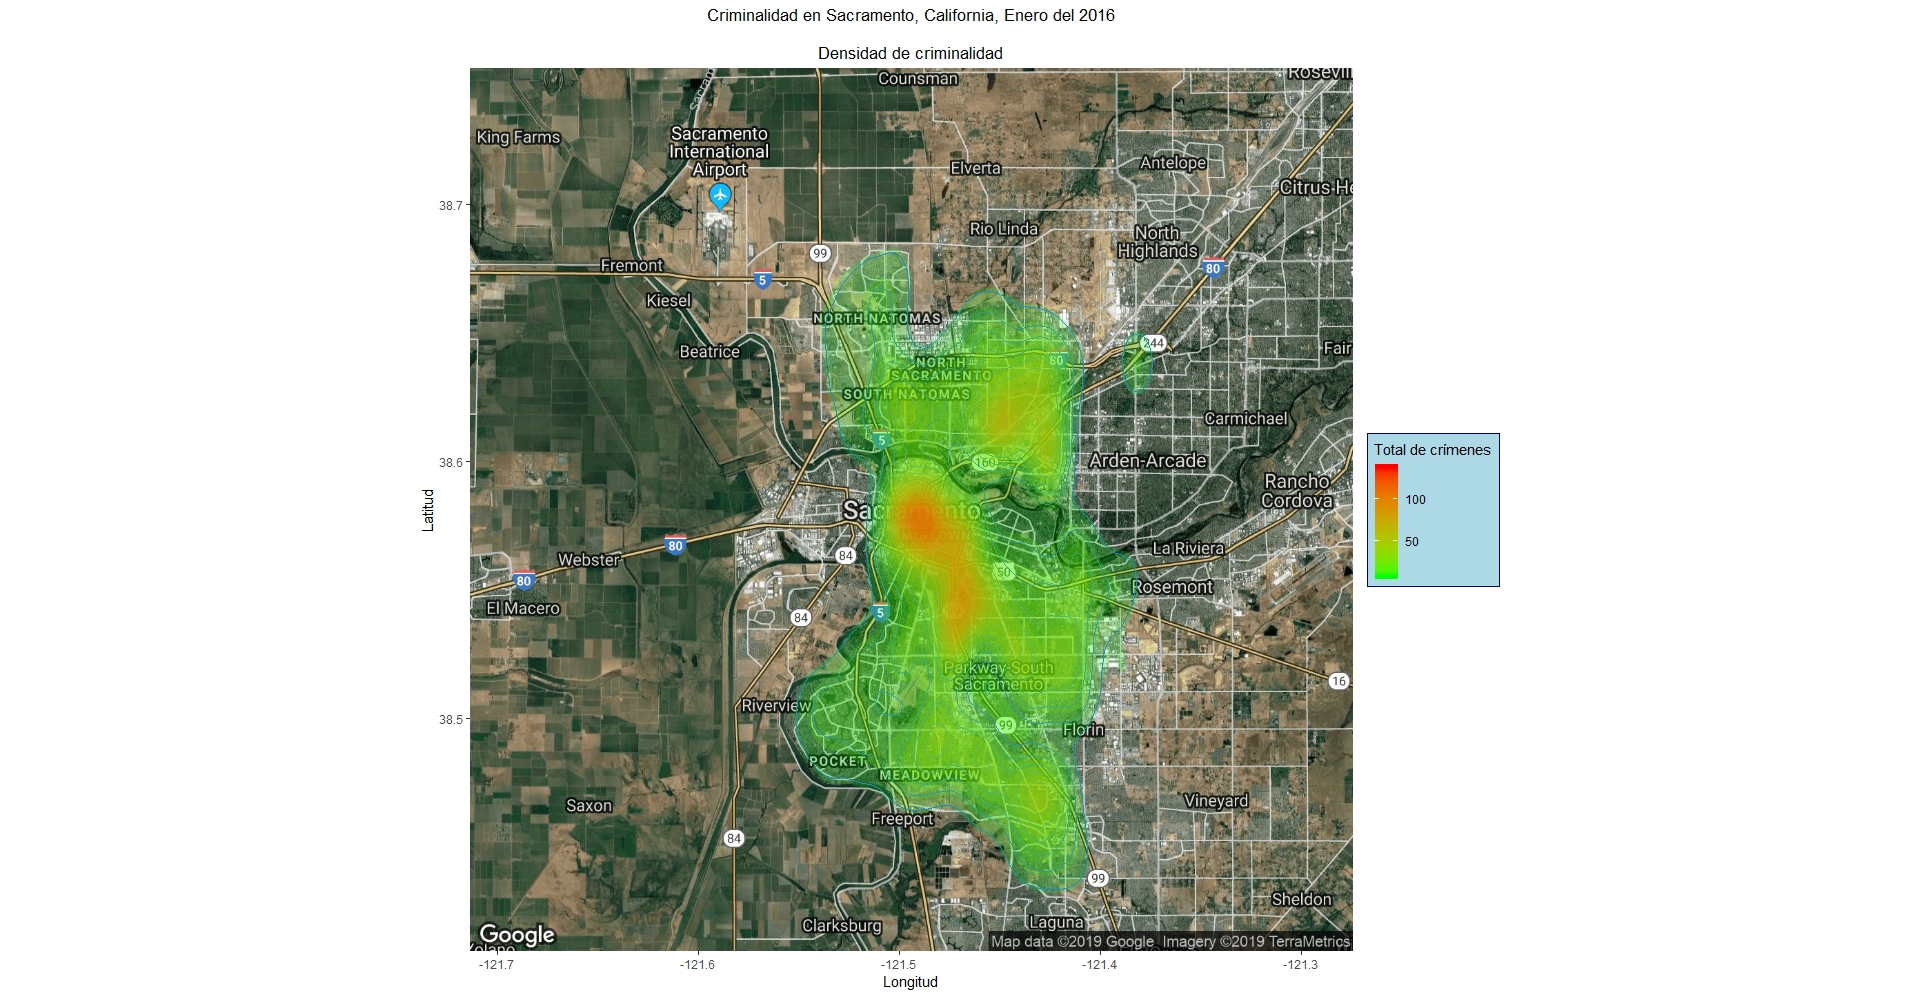 Criminalidad en Sacramento, California, Enero del 2016
Densidad de criminalidad
Counsman
Rosevill
Sacram
King Farms
Sacramento
International
Airport
Elverta
Antelope
Citrus He
38.7
Rio Linda
North
Highlands
99
Fremont
5
80
Kiesel
NORTH NATOMAS
Beatrice
244
Fair
NORTH
SACRAMENTO
80
SOUTH NATOMAS
Carmichael
5
38.6
160
Arden-Arcade
Rancho
Cordova
Total de crímenes
100
50
Latitud
Sacramento
80
84
La Riviera
Webster
80
50
Rosemont
El Macero
84
5
Parkway-South
Sacramento
16
Riverview
38.5
99
Florin
POCKET
MEADOWVIEW
Saxon
Vineyard
Freeport
84
99
Sheldon
Clarksburg
Laguna
Google
Yolano
Map data ©2019 Google Imagery ©2019 TerraMetrics
-121.7
-121.6
-121.5
-121.4
-121.3
Longitud